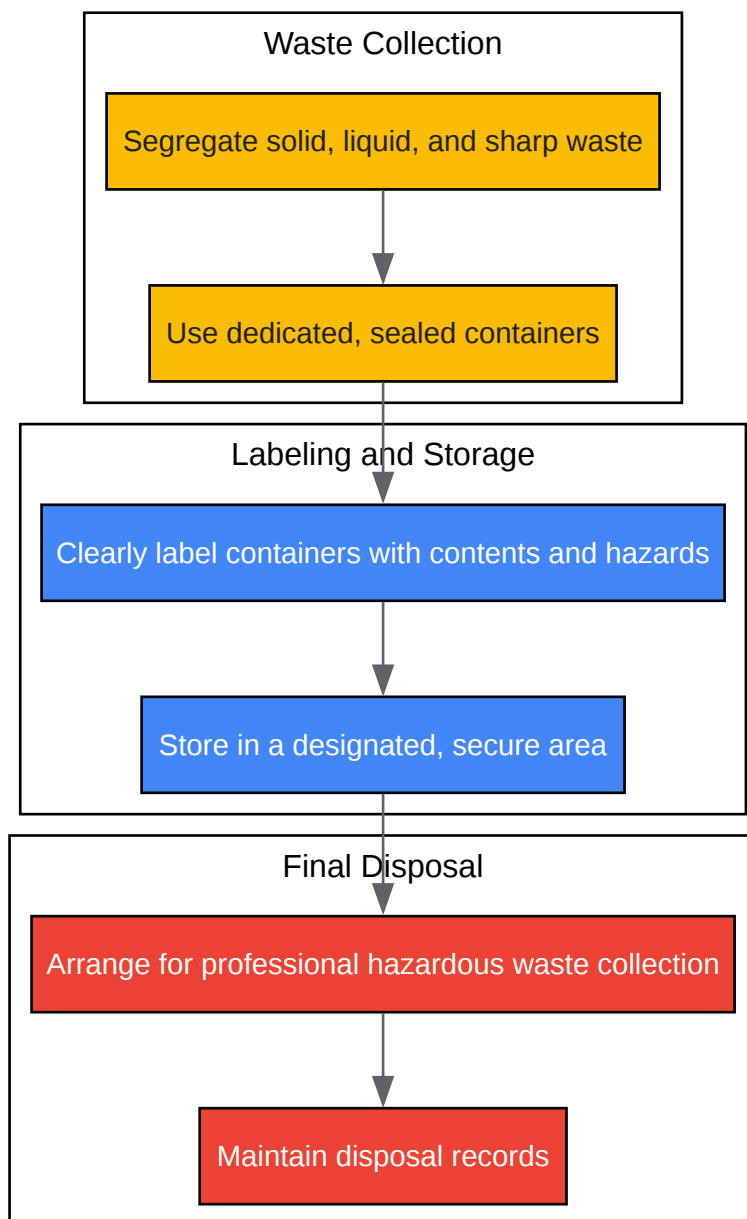 Waste Collection
Segregate solid, liquid, and sharp waste
Use dedicated, sealed containers
Labeling and Storage
Clearly label containers with contents and hazards
Store in a designated, secure area
Final Disposal
Arrange for professional hazardous waste collection
Maintain disposal records